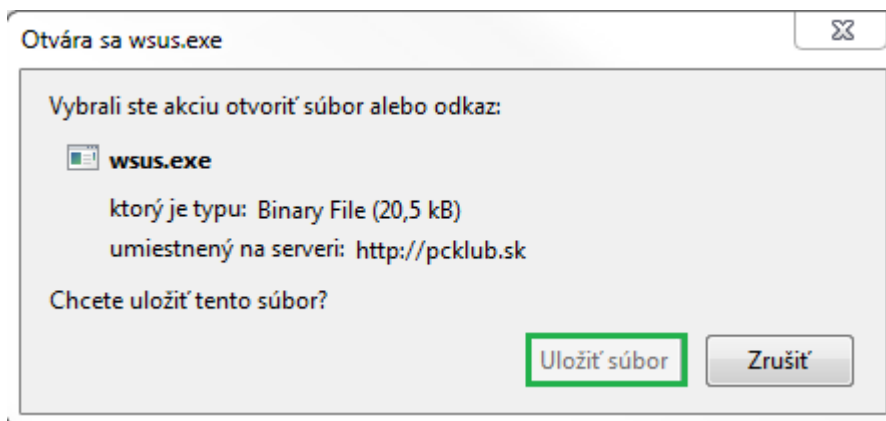 Otvára sa wsus.exe
Vybrali ste akciu otvoriť súbor alebo odkaz:
wsus.exe
ktorý je typu: Binary File (20,5 kB)
umiestnený na serveri: http://pcklub.sk
Chcete uložiť tento súbor?
Uložiť súbor Zrušiť